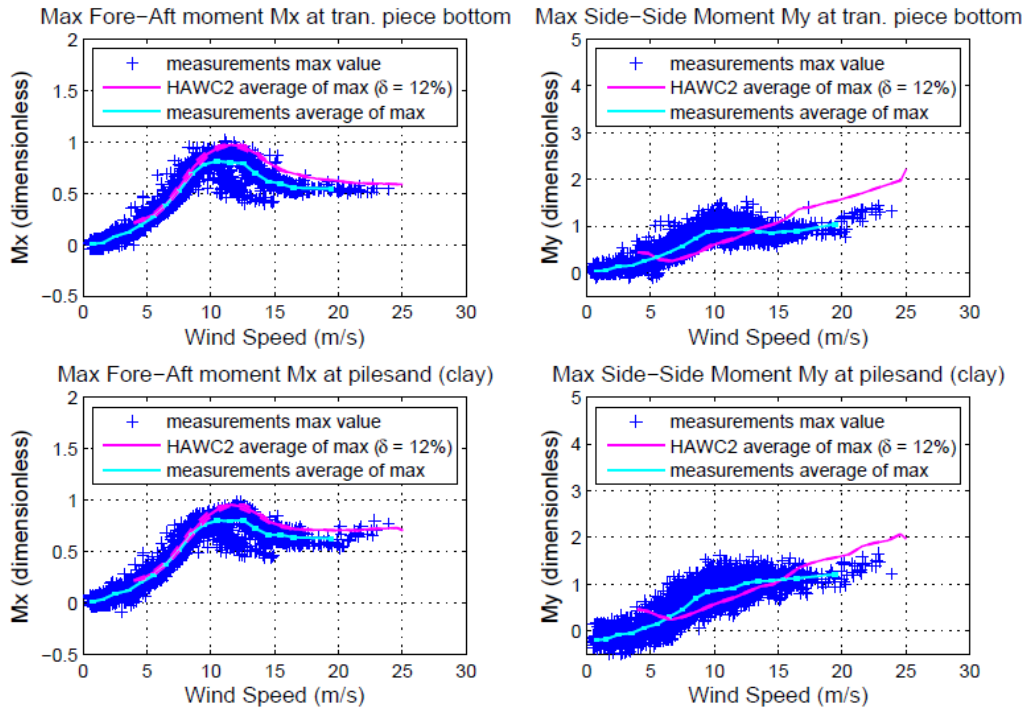 Max Fore-Aft moment Mx at tran. piece bottom
2
1.5
1
0.5
0
-0.5
Mx (dimensionless)
measurements max value
HAWC2 average of max (δ = 12%)
measurements average of max
0 5 10 15 20 25 30
Wind Speed (m/s)
Max Side-Side Moment My at tran. piece bottom
5
4
3
2
1
0
My (dimensionless)
measurements max value
HAWC2 average of max (δ = 12%)
measurements average of max
0 5 10 15 20 25 30
Wind Speed (m/s)
Max Fore-Aft moment Mx at pilesand (clay)
2
1.5
1
0.5
0
-0.5
Mx (dimensionless)
measurements max value
HAWC2 average of max (δ = 12%)
measurements average of max
0 5 10 15 20 25 30
Wind Speed (m/s)
Max Side-Side Moment My at pilesand (clay)
5
4
3
2
1
0
My (dimensionless)
measurements max value
HAWC2 average of max (δ = 12%)
measurements average of max
0 5 10 15 20 25 30
Wind Speed (m/s)